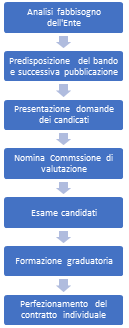 Analisi fabbisogno
dell'Ente
Predisposizione del bando
e successiva pubblicazione
Presentazione domande
dei candicati
Nomina Commssione di
valutazione
Esame candidati
Formazione graduatoria
Perfezionamento del
contratto individuale